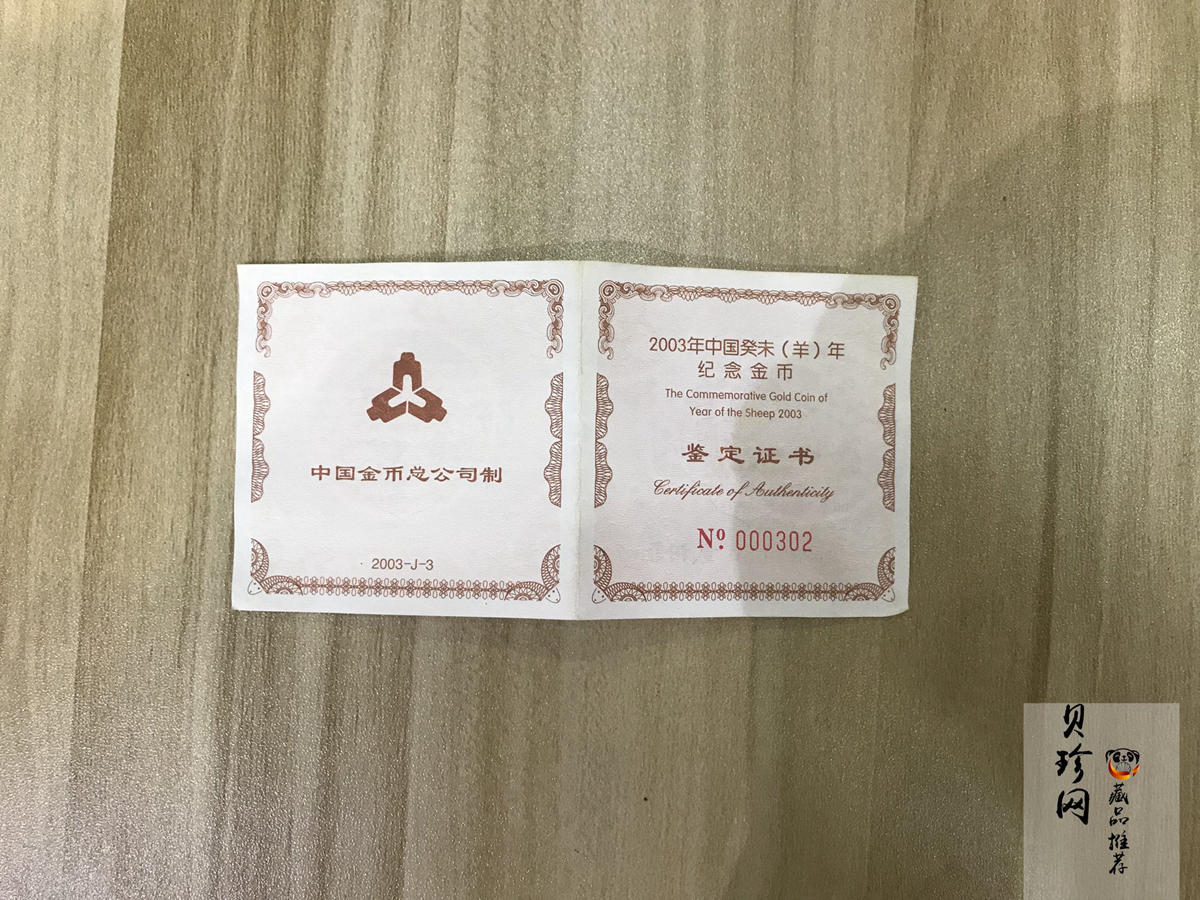 中国金币总公司制
2003-J-3
2003年中国癸未（羊）年
纪念金币
The Commemorative Gold Coin of
Year of the Sheep 2003
鉴定证书
Certificate of Authenticity
Nº 000302
贝珍网
藏品推荐